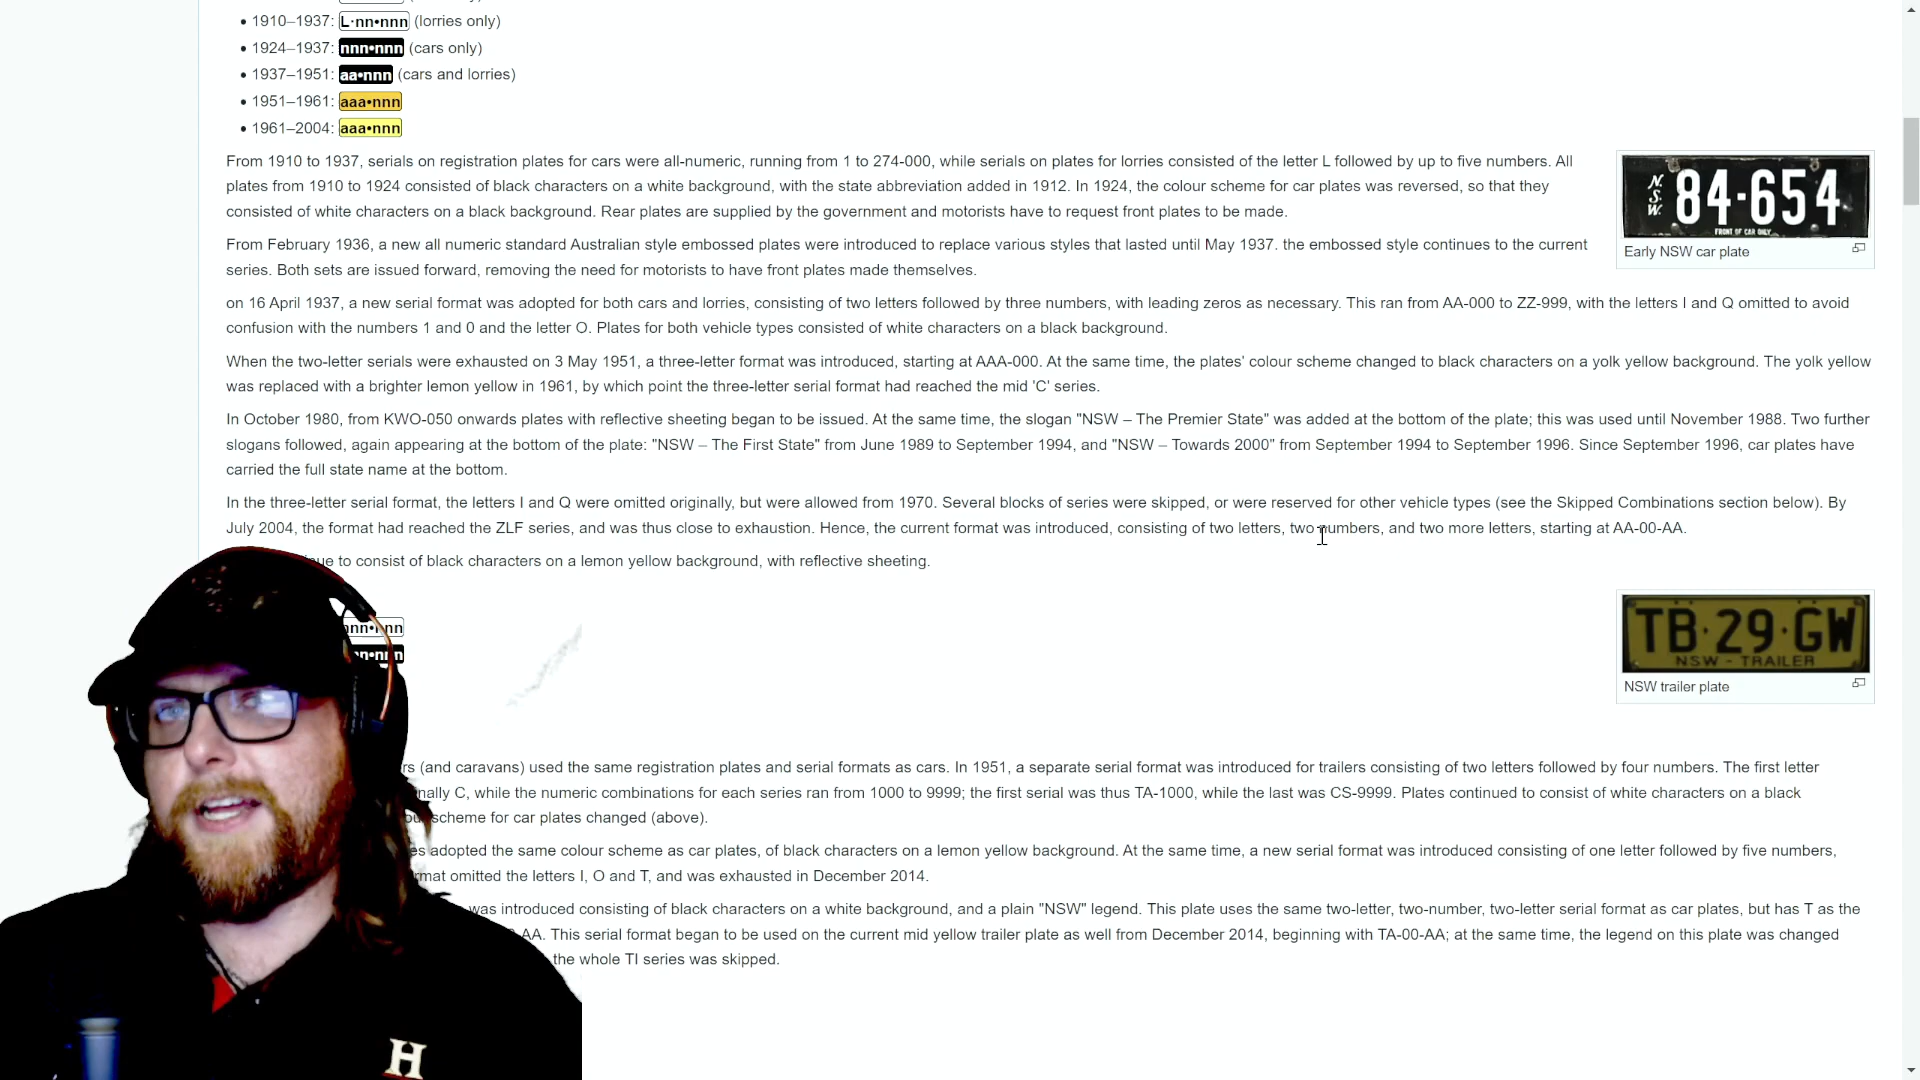 • 1910–1937: L·nn•nnn (lorries only)
• 1924–1937: nnn•nnn (cars only)
• 1937–1951: aa•nnn (cars and lorries)
• 1951–1961: aaa•nnn
• 1961–2004: aaa•nnn
From 1910 to 1937, serials on registration plates for cars were all-numeric, running from 1 to 274-000, while serials on plates for lorries consisted of the letter L followed by up to five numbers. All
plates from 1910 to 1924 consisted of black characters on a white background, with the state abbreviation added in 1912. In 1924, the colour scheme for car plates was reversed, so that they
consisted of white characters on a black background. Rear plates are supplied by the government and motorists have to request front plates to be made.
N.S.W. 84-654
FRONT OF CAR ONLY
Early NSW car plate
From February 1936, a new all numeric standard Australian style embossed plates were introduced to replace various styles that lasted until May 1937. the embossed style continues to the current
series. Both sets are issued forward, removing the need for motorists to have front plates made themselves.
on 16 April 1937, a new serial format was adopted for both cars and lorries, consisting of two letters followed by three numbers, with leading zeros as necessary. This ran from AA-000 to ZZ-999, with the letters I and Q omitted to avoid
confusion with the numbers 1 and 0 and the letter O. Plates for both vehicle types consisted of white characters on a black background.
When the two-letter serials were exhausted on 3 May 1951, a three-letter format was introduced, starting at AAA-000. At the same time, the plates' colour scheme changed to black characters on a yolk yellow background. The yolk yellow
was replaced with a brighter lemon yellow in 1961, by which point the three-letter serial format had reached the mid 'C' series.
In October 1980, from KWO-050 onwards plates with reflective sheeting began to be issued. At the same time, the slogan "NSW – The Premier State" was added at the bottom of the plate; this was used until November 1988. Two further
slogans followed, again appearing at the bottom of the plate: "NSW – The First State" from June 1989 to September 1994, and "NSW – Towards 2000" from September 1994 to September 1996. Since September 1996, car plates have
carried the full state name at the bottom.
In the three-letter serial format, the letters I and Q were omitted originally, but were allowed from 1970. Several blocks of series were skipped, or were reserved for other vehicle types (see the Skipped Combinations section below). By
July 2004, the format had reached the ZLF series, and was thus close to exhaustion. Hence, the current format was introduced, consisting of two letters, two numbers, and two more letters, starting at AA-00-AA.
to consist of black characters on a lemon yellow background, with reflective sheeting.
TB·29·GW
NSW - TRAILER
NSW trailer plate
(and caravans) used the same registration plates and serial formats as cars. In 1951, a separate serial format was introduced for trailers consisting of two letters followed by four numbers. The first letter
C, while the numeric combinations for each series ran from 1000 to 9999; the first serial was thus TA-1000, while the last was CS-9999. Plates continued to consist of white characters on a black
scheme for car plates changed (above).
adopted the same colour scheme as car plates, of black characters on a lemon yellow background. At the same time, a new serial format was introduced consisting of one letter followed by five numbers,
omitted the letters I, O and T, and was exhausted in December 2014.
was introduced consisting of black characters on a white background, and a plain "NSW" legend. This plate uses the same two-letter, two-number, two-letter serial format as car plates, but has T as the
AA. This serial format began to be used on the current mid yellow trailer plate as well from December 2014, beginning with TA-00-AA; at the same time, the legend on this plate was changed
the whole TI series was skipped.
H